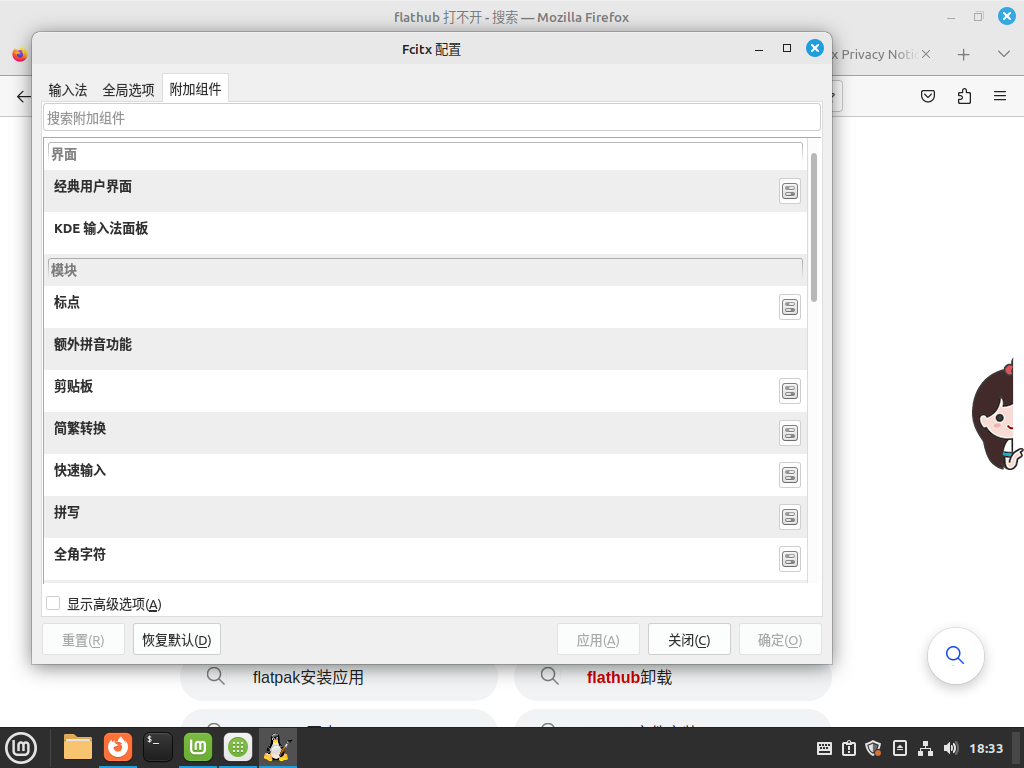 flathub 打不开 - 搜索 — Mozilla Firefox
Fcitx 配置
x Privacy Noti
输入法 全局选项 附加组件
搜索附加组件
界面
经典用户界面
KDE 输入法面板
模块
标点
额外拼音功能
剪贴板
简繁转换
快速输入
拼写
全角字符
显示高级选项(A)
重置(R) 恢复默认(D) 应用(A) 关闭(C) 确定(O)
flatpak安装应用 flathub卸载
18:33